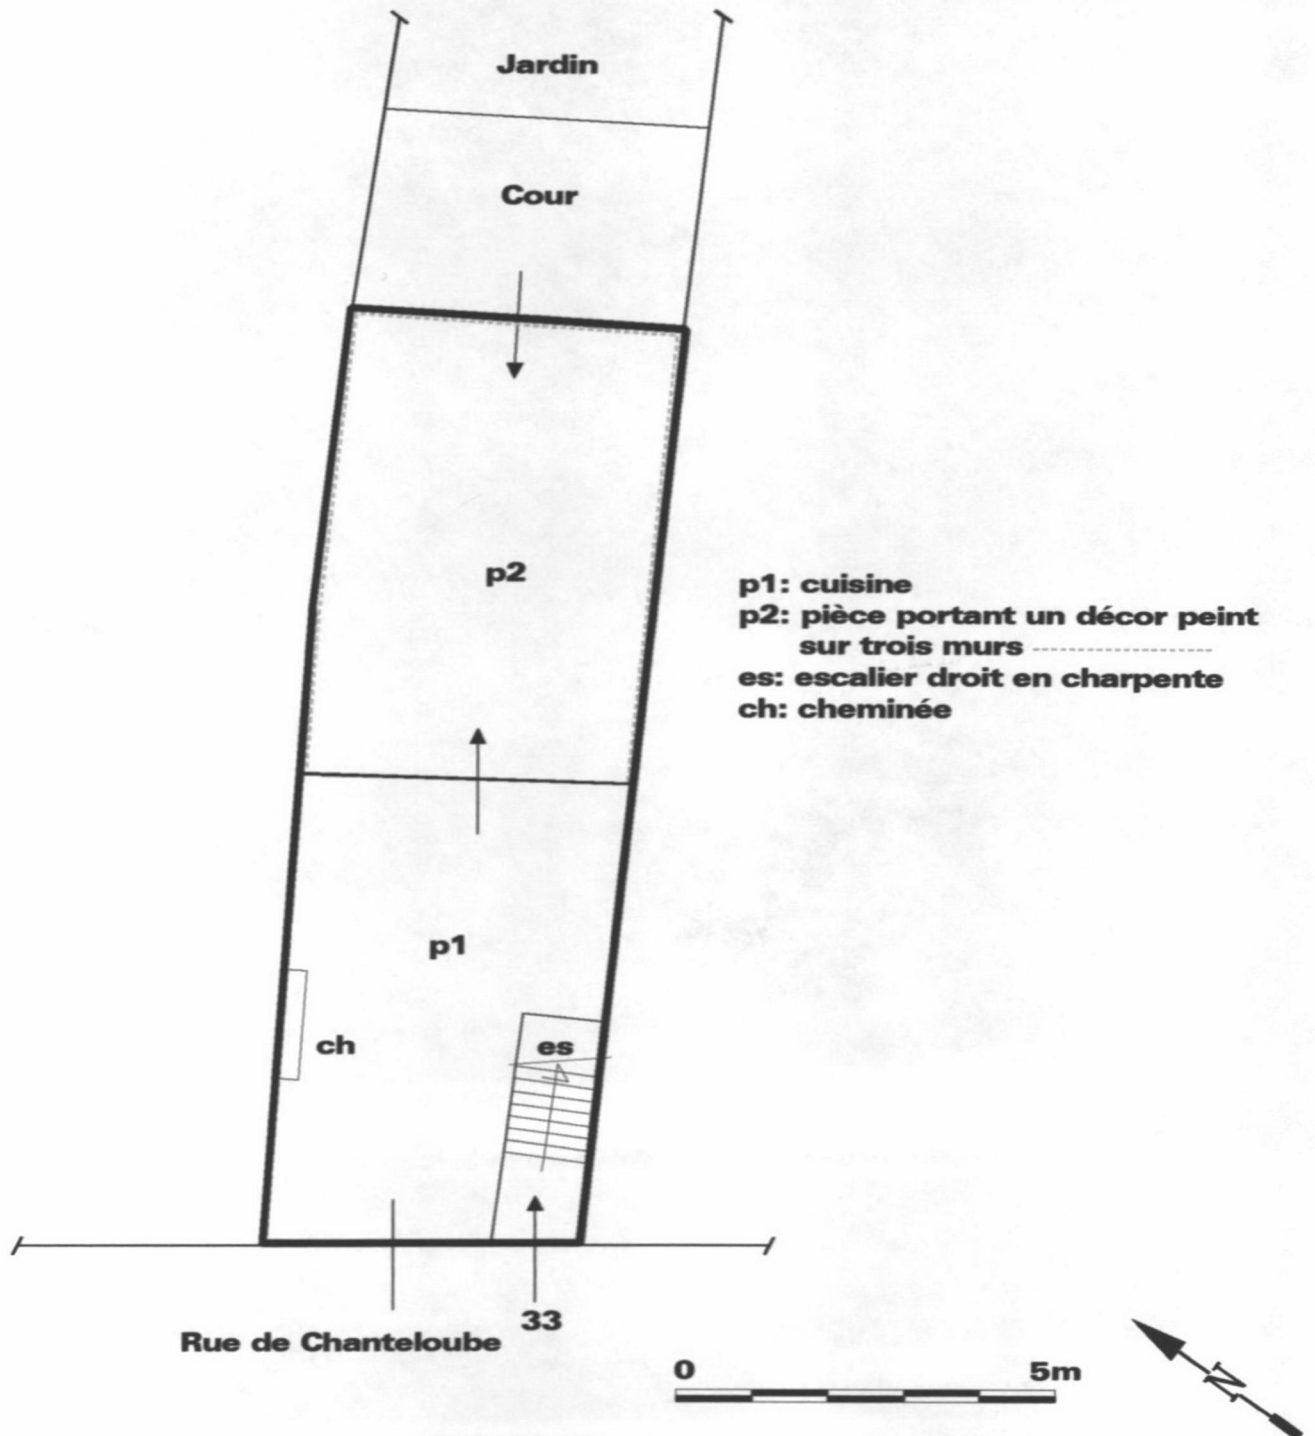 Jardin
Cour
p2
p1: cuisine
p2: pièce portant un décor peint
sur trois murs
es: escalier droit en charpente
ch: cheminée
p1
ch
es
33
Rue de Chanteloube
0 5m
N